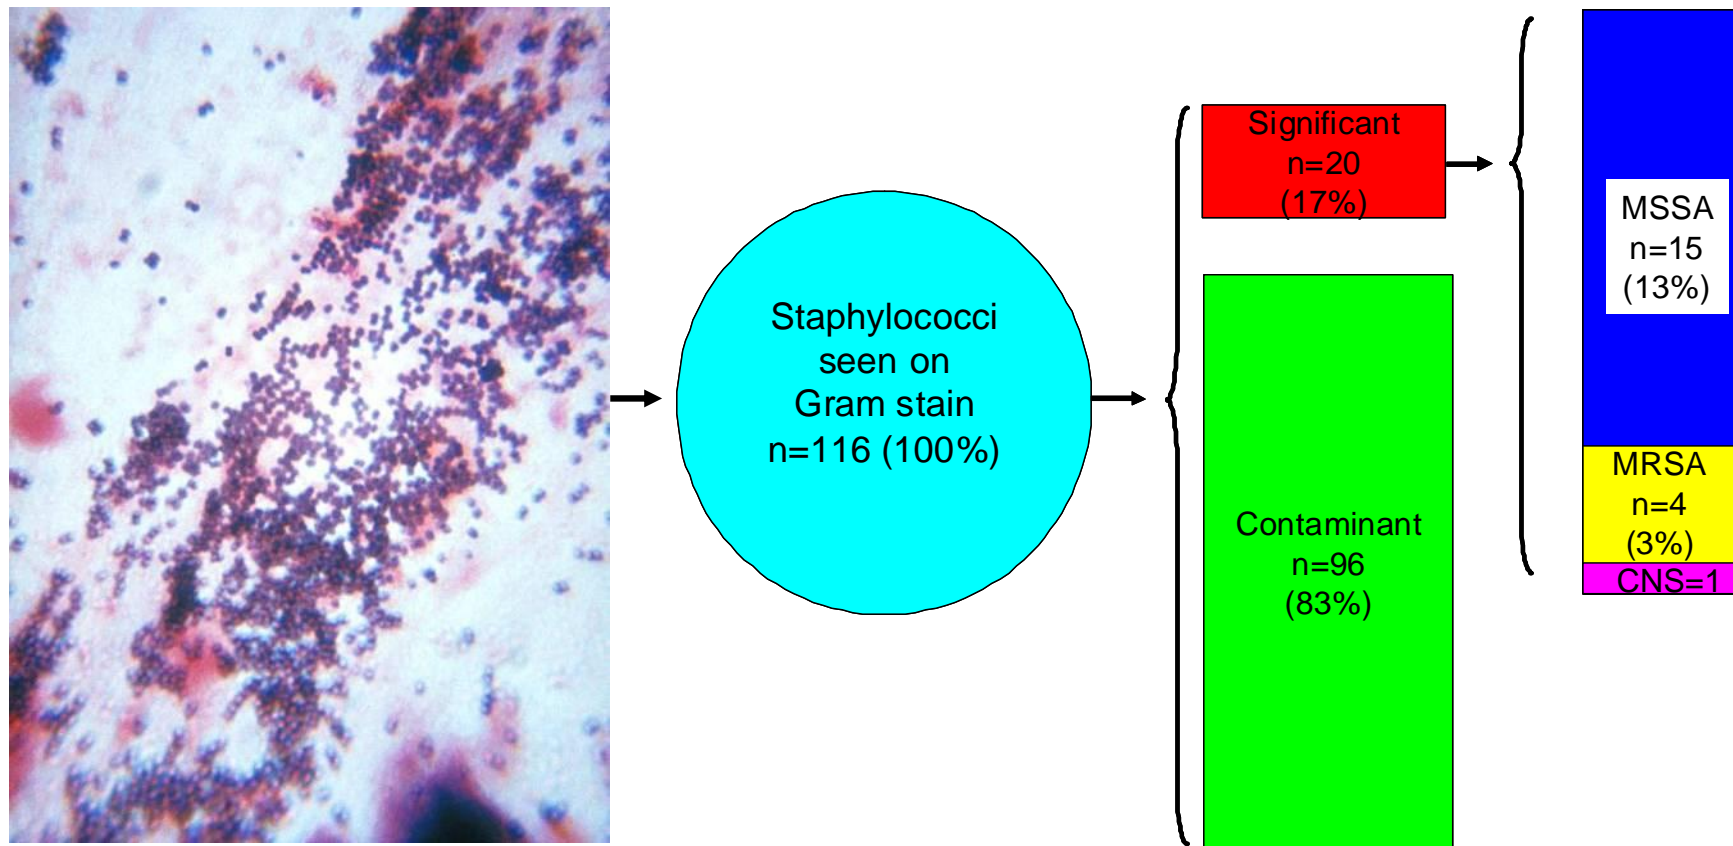 Staphylococci
seen on
Gram stain
n=116 (100%)
Significant
n=20
(17%)
Contaminant
n=96
(83%)
MSSA
n=15
(13%)
MRSA
n=4
(3%)
CNS=1